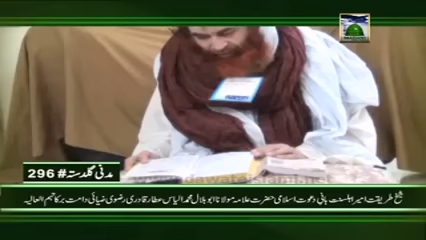 مدنی گلدستہ # 296
شیخ طریقت امیر اہلسنت بانی دعوت اسلامی حضرت علامہ مولانا ابو بلال محمد الیاس عطار قادری رضوی ضیائی دامت برکاتہم العالیہ